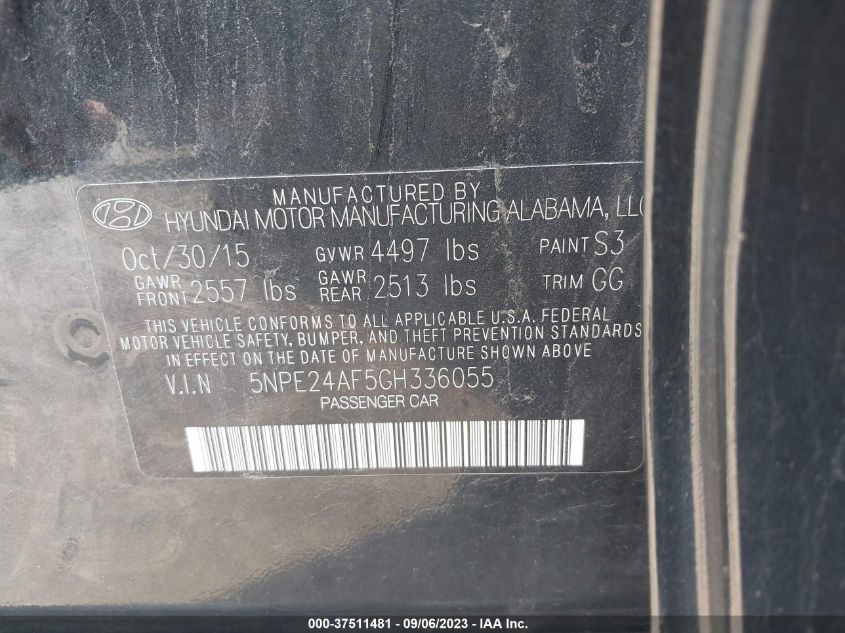 MANUFACTURED BY
HYUNDAI MOTOR MANUFACTURING ALABAMA, LLC
Oct/30/15 GVWR 4497 lbs PAINT S3
GAWR FRONT 2557 lbs GAWR REAR 2513 lbs TRIM GG
THIS VEHICLE CONFORMS TO ALL APPLICABLE U.S.A. FEDERAL
MOTOR VEHICLE SAFETY, BUMPER, AND THEFT PREVENTION STANDARDS
IN EFFECT ON THE DATE OF MANUFACTURE SHOWN ABOVE
V.I.N 5NPE24AF5GH336055
PASSENGER CAR
000-37511481 - 09/06/2023 - IAA Inc.